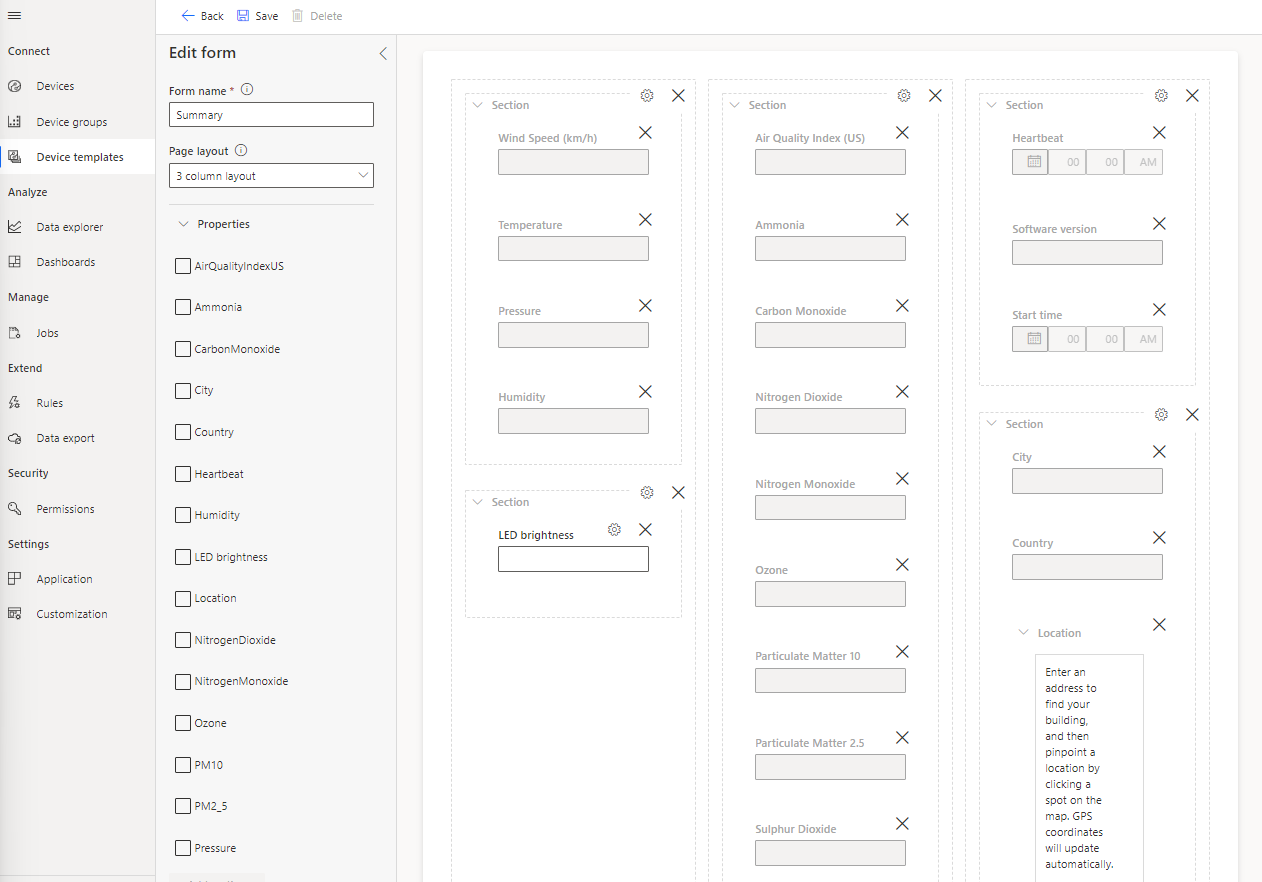 Back Save Delete
Connect
Devices
Device groups
Device templates
Analyze
Data explorer
Dashboards
Manage
Jobs
Extend
Rules
Data export
Security
Permissions
Settings
Application
Customization
Edit form
Form name *
Summary
Page layout
3 column layout
Properties
AirQualityIndexUS
Ammonia
CarbonMonoxide
City
Country
Heartbeat
Humidity
LED brightness
Location
NitrogenDioxide
NitrogenMonoxide
Ozone
PM10
PM2_5
Pressure
Section
Wind Speed (km/h)
Temperature
Pressure
Humidity
Section
LED brightness
Section
Air Quality Index (US)
Ammonia
Carbon Monoxide
Nitrogen Dioxide
Nitrogen Monoxide
Ozone
Particulate Matter 10
Particulate Matter 2.5
Sulphur Dioxide
Section
Heartbeat
00 00 AM
Software version
Start time
00 00 AM
Section
City
Country
Location
Enter an
address to
find your
building,
and then
pinpoint a
location by
clicking a
spot on the
map. GPS
coordinates
will update
automatically.